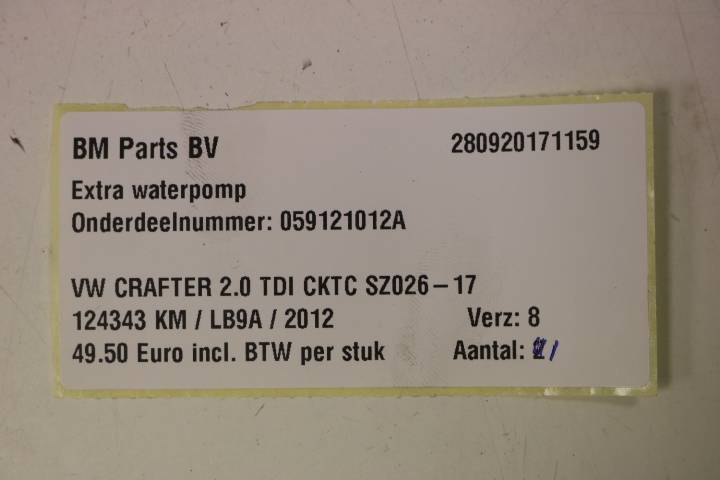 BM Parts BV 280920171159
Extra waterpomp
Onderdeelnummer: 059121012A
VW CRAFTER 2.0 TDI CKTC SZ026-17
124343 KM / LB9A / 2012 Verz: 8
49.50 Euro incl. BTW per stuk Aantal: 1